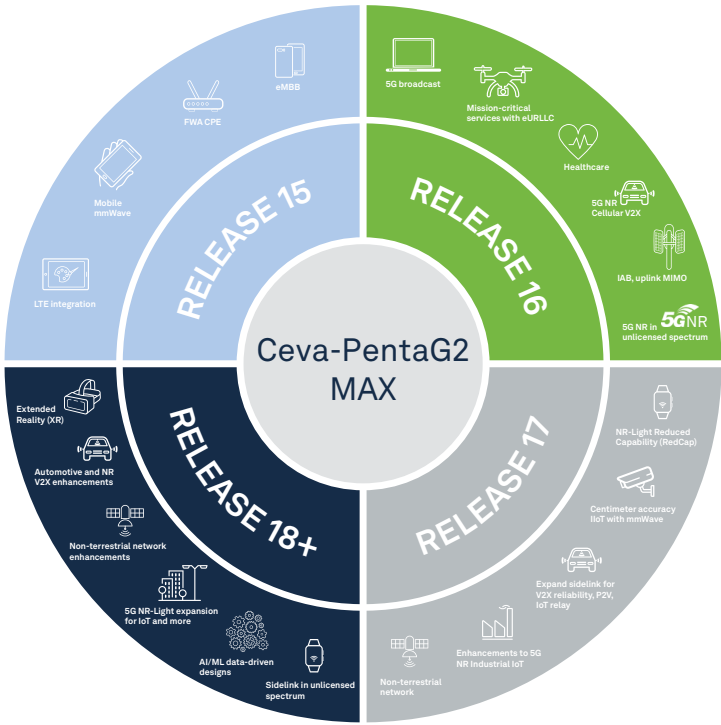 eMBB
FWA CPE
Mobile
mmWave
LTE integration
RELEASE 15
5G broadcast
Mission-critical
services with eURLLC
Healthcare
5G NR
Cellular V2X
IAB, uplink MIMO
5G NR in
unlicensed spectrum
5G NR
RELEASE 16
Ceva-PentaG2
MAX
Extended
Reality (XR)
Automotive and NR
V2X enhancements
Non-terrestrial network
enhancements
5G NR-Light expansion
for IoT and more
AI/ML data-driven
designs
Sidelink in unlicensed
spectrum
RELEASE 18+
RELEASE 17
NR-Light Reduced
Capability (RedCap)
Centimeter accuracy
IIoT with mmWave
Expand sidelink for
V2X reliability, P2V,
IoT relay
Enhancements to 5G
NR Industrial IoT
Non-terrestrial
network